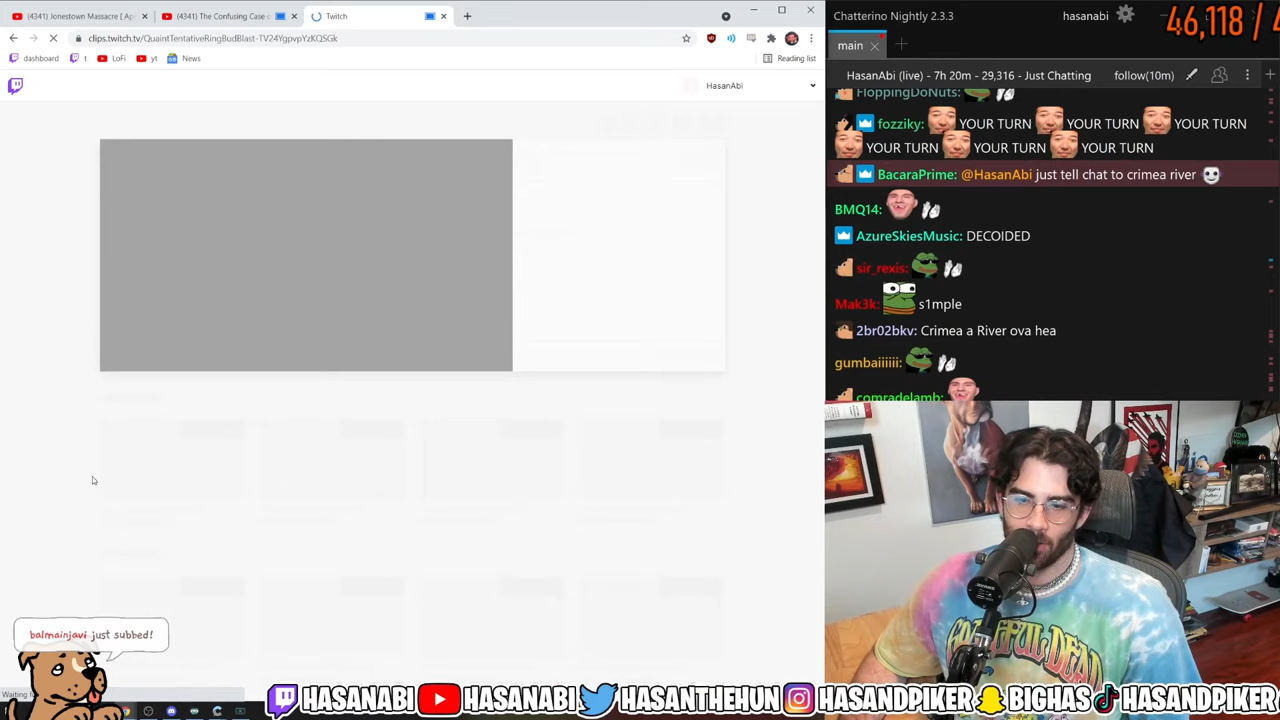 (4341) Jonestown Massacre [ Apo
(4341) The Confusing Case o
Twitch
clips.twitch.tv/QuaintTentativeRingBudBlast-TV24YgpvpYzKQSGk
dashboard
1
LoFi
yt
News
Reading list
HasanAbi
balmainjavi just subbed!
Waiting f
Chatterino Nightly 2.3.3
hasanabi
46,118 / 4
main
HasanAbi (live) - 7h 20m - 29,316 - Just Chatting
follow(10m)
FloppingDoNuts:
fozziky: YOUR TURN YOUR TURN YOUR TURN
YOUR TURN YOUR TURN YOUR TURN
BacaraPrime: @HasanAbi just tell chat to crimea river
BMQ14:
AzureSkiesMusic: DECOIDED
sir_rexis:
Mak3k: s1mple
2br02bkv: Crimea a River ova hea
gumbaiiiiii:
comradelamb:
HASANABI HASANABI HASANTHEHUN HASANDPIKER BIGHAS HASANDPIKER